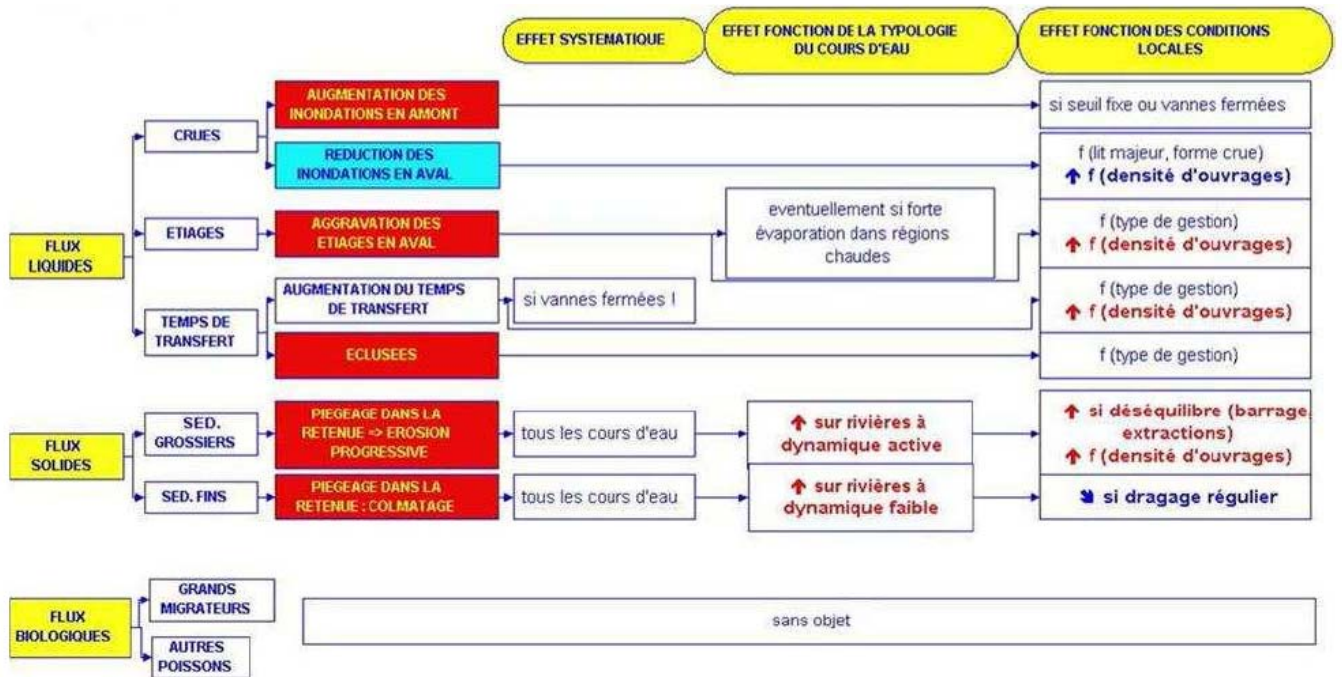 EFFET SYSTEMATIQUE
EFFET FONCTION DE LA TYPOLOGIE
DU COURS D'EAU
EFFET FONCTION DES CONDITIONS
LOCALES
FLUX
LIQUIDES
CRUES
AUGMENTATION DES
INONDATIONS EN AMONT
si seuil fixe ou vannes fermées
REDUCTION DES
INONDATIONS EN AVAL
f (lit majeur, forme crue)
↑ f (densité d'ouvrages)
ETIAGES
AGGRAVATION DES
ETIAGES EN AVAL
eventuellement si forte
évaporation dans régions
chaudes
f (type de gestion)
↑ f (densité d'ouvrages)
TEMPS DE
TRANSFERT
AUGMENTATION DU TEMPS
DE TRANSFERT
si vannes fermées !
f (type de gestion)
↑ f (densité d'ouvrages)
ECLUSEES
f (type de gestion)
FLUX
SOLIDES
SED.
GROSSIERS
PIEGEAGE DANS LA
RETENUE => EROSION
PROGRESSIVE
tous les cours d'eau
↑ sur rivières à
dynamique active
↑ si déséquilibre (barrage,
extractions)
↑ f (densité d'ouvrages)
SED. FINS
PIEGEAGE DANS LA
RETENUE : COLMATAGE
tous les cours d'eau
↑ sur rivières à
dynamique faible
↘ si dragage régulier
FLUX
BIOLOGIQUES
GRANDS
MIGRATEURS
AUTRES
POISSONS
sans objet